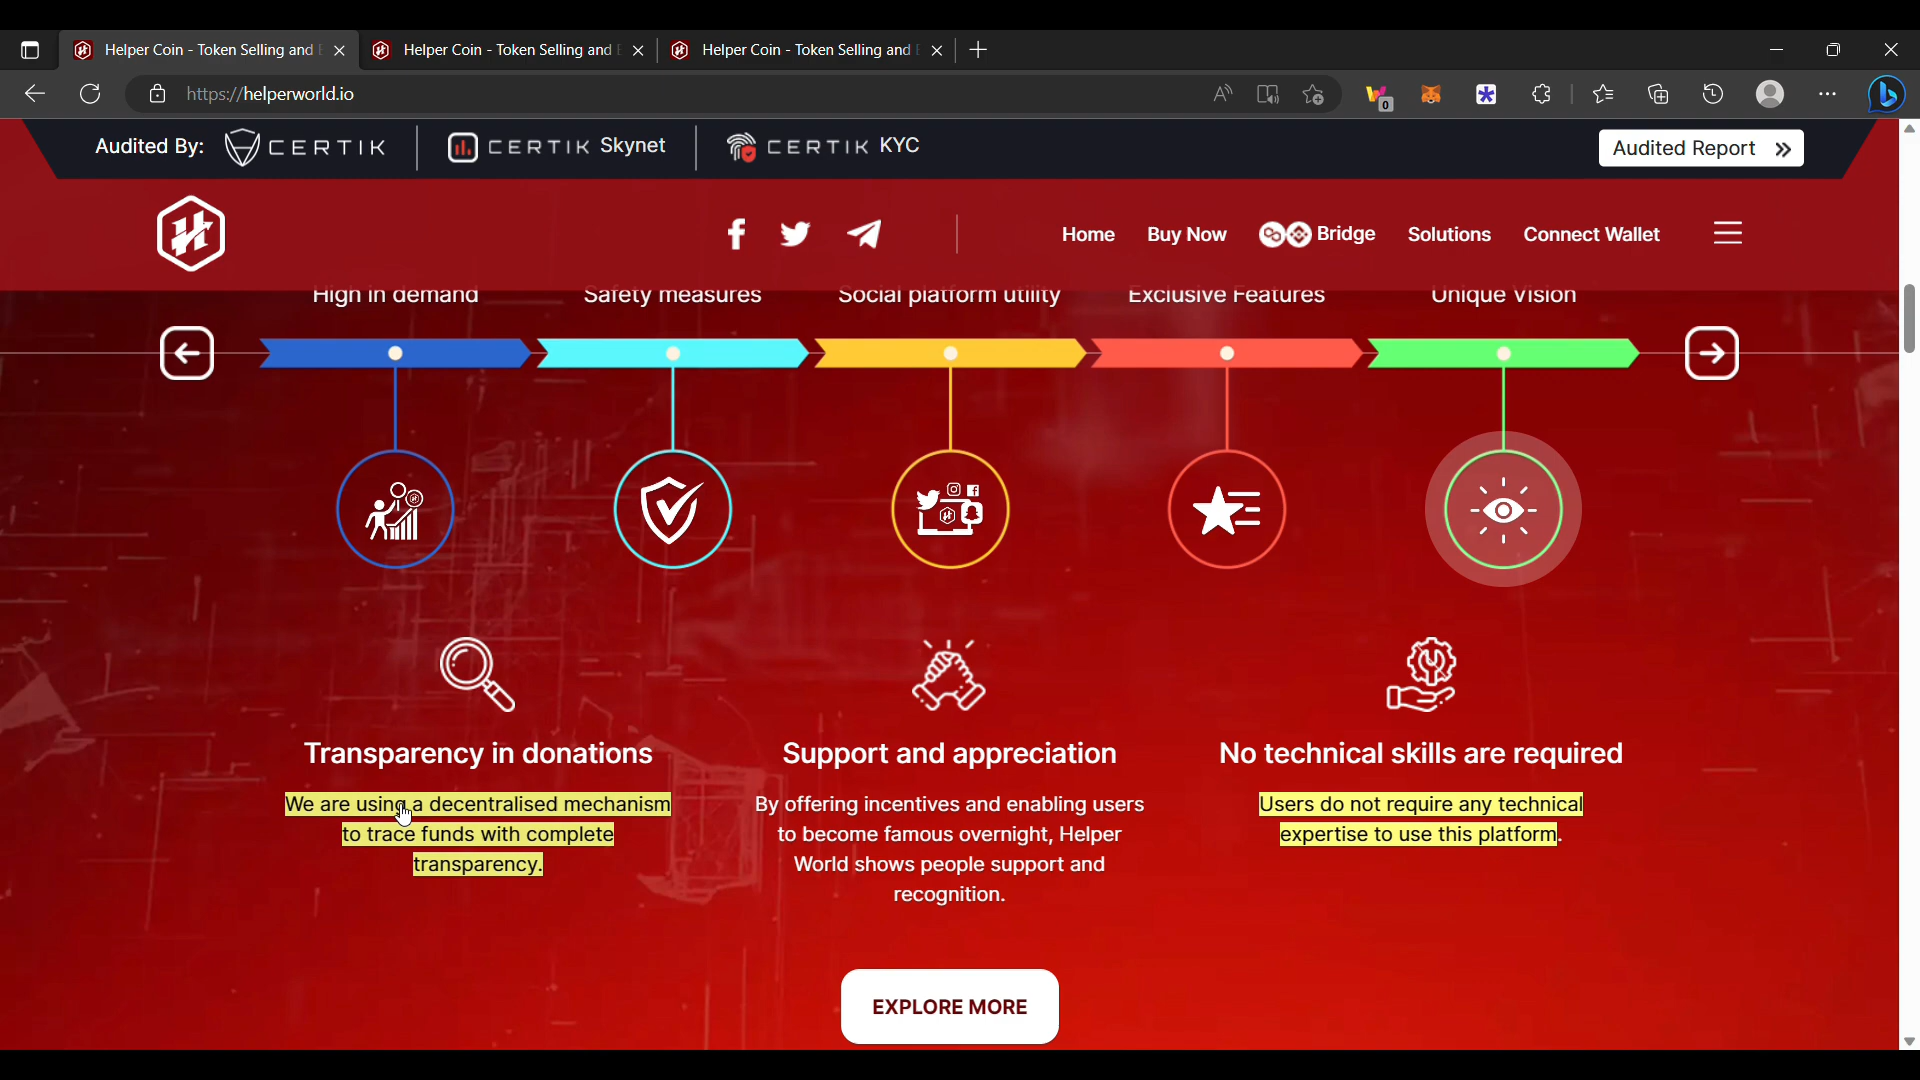 Helper Coin - Token Selling and
Helper Coin - Token Selling and
Helper Coin - Token Selling and
https://helperworld.io
0
Audited By: CERTIK CERTIK Skynet CERTIK KYC Audited Report
Home Buy Now Bridge Solutions Connect Wallet
High in demand Safety measures Social platform utility Exclusive Features Unique Vision
Transparency in donations
We are using a decentralised mechanism
to trace funds with complete
transparency.
Support and appreciation
By offering incentives and enabling users
to become famous overnight, Helper
World shows people support and
recognition.
No technical skills are required
Users do not require any technical
expertise to use this platform.
EXPLORE MORE